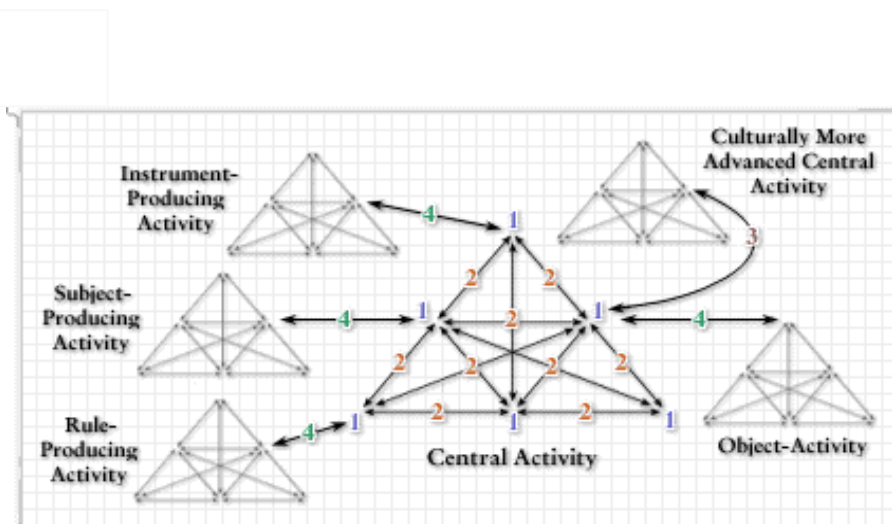 Culturally More
Advanced Central
Activity
Instrument-
Producing
Activity
4
1
3
2
2
Subject-
Producing
Activity
4
1
2
1
4
2
2
2
2
Rule-
Producing
Activity
4
1
2
1
2
1
Central Activity
Object-Activity